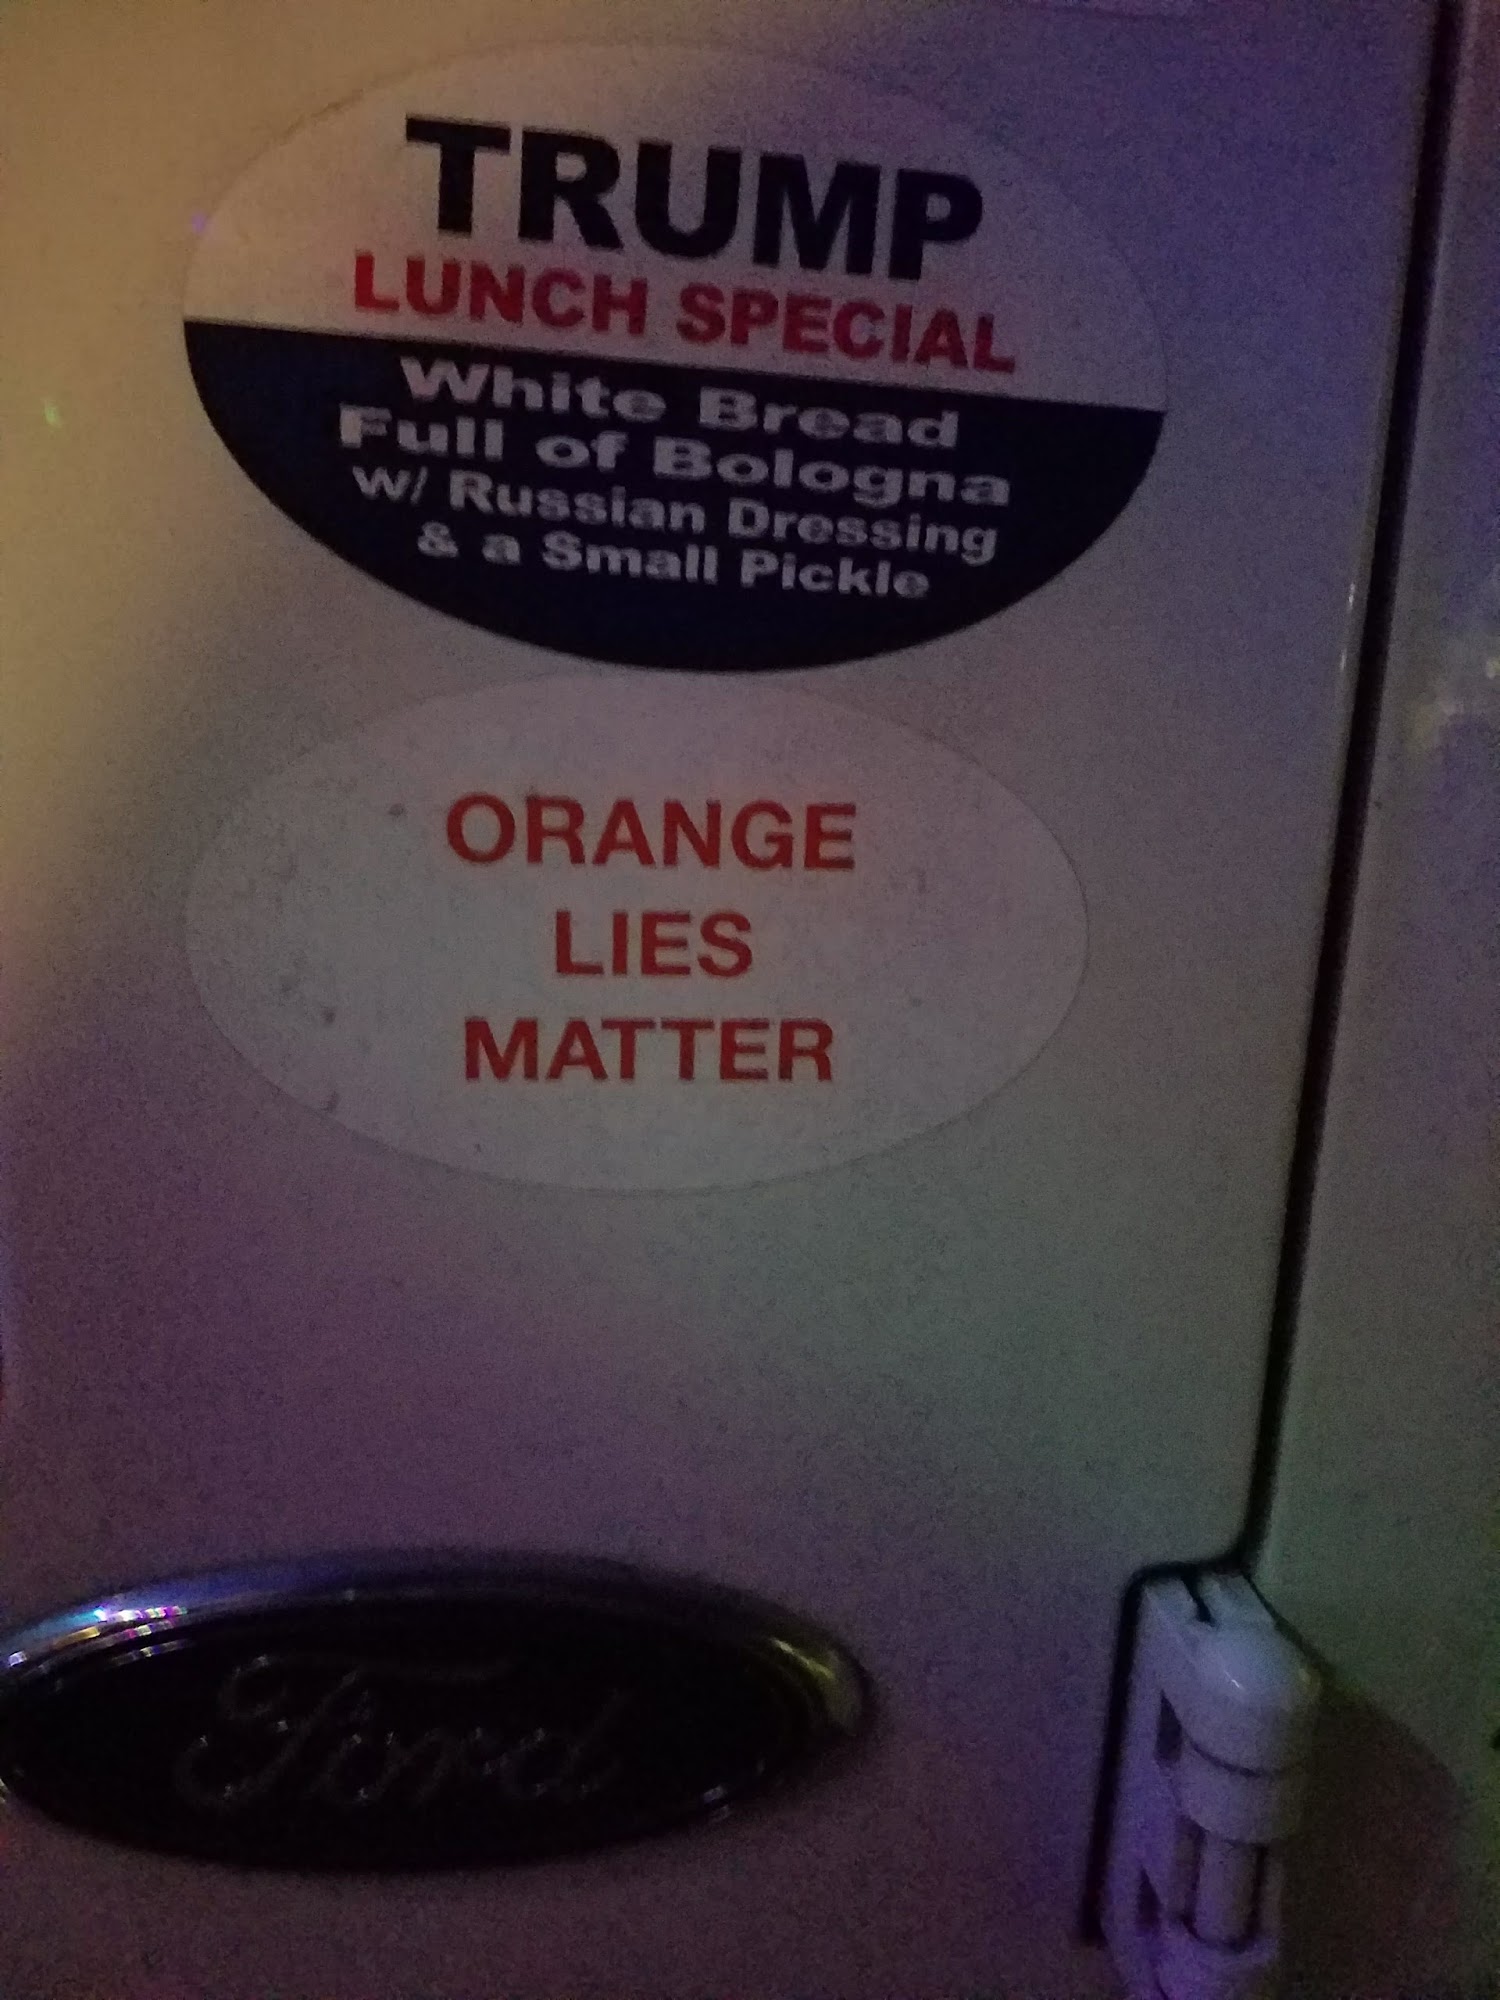 TRUMP
LUNCH SPECIAL
White Bread
Full of Bologna
w/ Russian Dressing
& a Small Pickle
ORANGE
LIES
MATTER
Ford